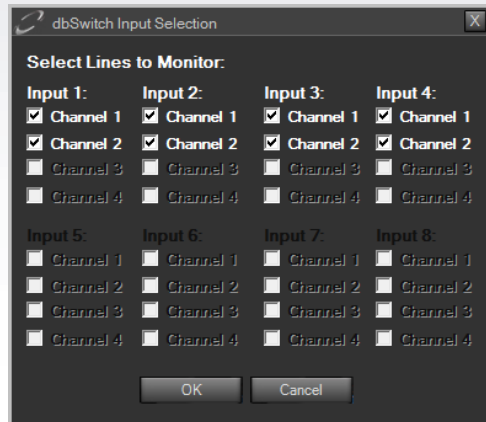 dbSwitch Input Selection X
Select Lines to Monitor:
Input 1: Input 2: Input 3: Input 4:
Channel 1 Channel 1 Channel 1 Channel 1
Channel 2 Channel 2 Channel 2 Channel 2
Channel 3 Channel 3 Channel 3 Channel 3
Channel 4 Channel 4 Channel 4 Channel 4
Input 5: Input 6: Input 7: Input 8:
Channel 1 Channel 1 Channel 1 Channel 1
Channel 2 Channel 2 Channel 2 Channel 2
Channel 3 Channel 3 Channel 3 Channel 3
Channel 4 Channel 4 Channel 4 Channel 4
OK Cancel